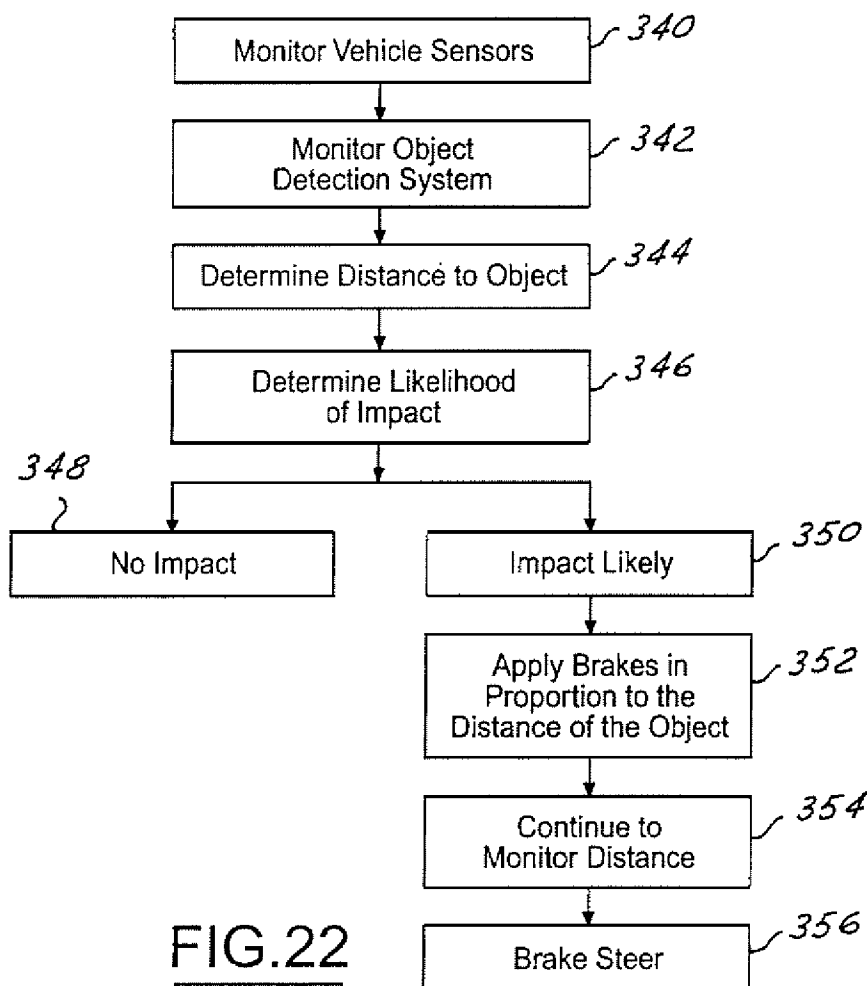 Monitor Vehicle Sensors
340
Monitor Object
Detection System
342
Determine Distance to Object
344
Determine Likelihood
of Impact
346
348
No Impact
Impact Likely
350
Apply Brakes in
Proportion to the
Distance of the Object
352
Continue to
Monitor Distance
354
Brake Steer
356
FIG.22